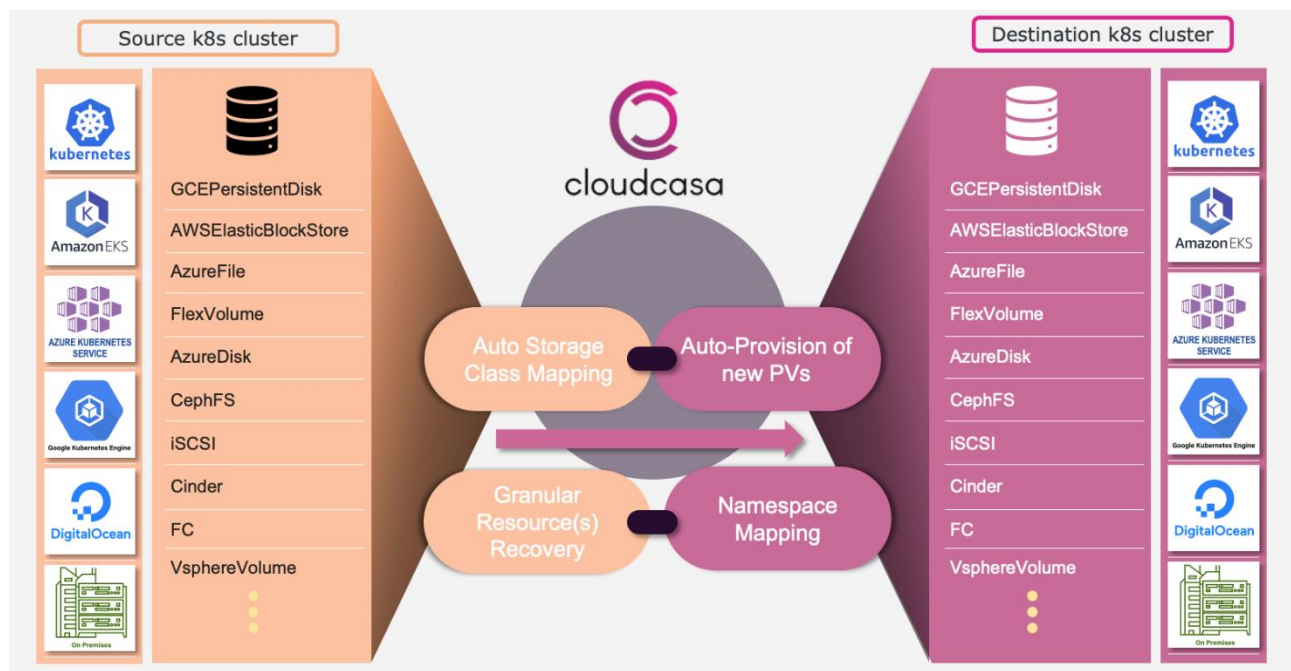 Source k8s cluster
Destination k8s cluster
kubernetes
Amazon EKS
AZURE KUBERNETES
SERVICE
Google Kubernetes Engine
DigitalOcean
On Premises
GCEPersistentDisk
AWSElasticBlockStore
AzureFile
FlexVolume
AzureDisk
CephFS
iSCSI
Cinder
FC
VsphereVolume
cloudcasa
Auto Storage
Class Mapping
Auto-Provision of
new PVs
Granular
Resource(s)
Recovery
Namespace
Mapping
GCEPersistentDisk
AWSElasticBlockStore
AzureFile
FlexVolume
AzureDisk
CephFS
iSCSI
Cinder
FC
VsphereVolume
kubernetes
Amazon EKS
AZURE KUBERNETES
SERVICE
Google Kubernetes Engine
DigitalOcean
On Premises